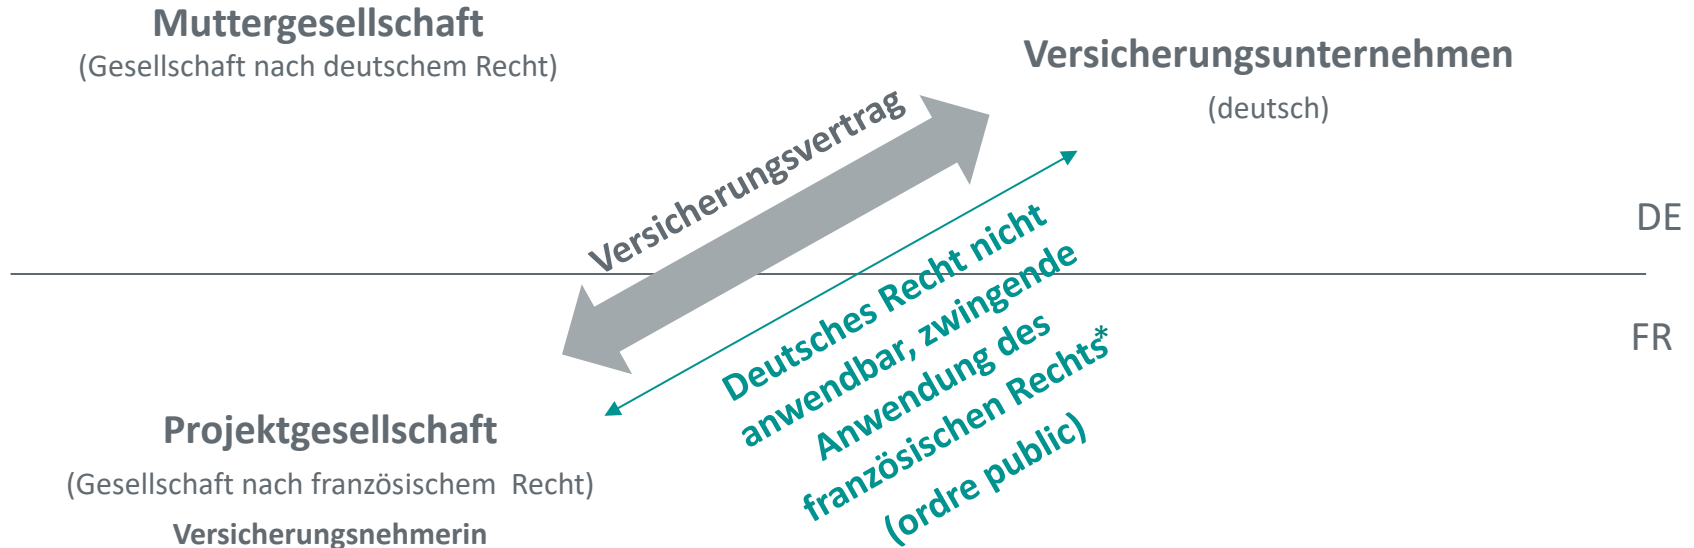 Muttergesellschaft
(Gesellschaft nach deutschem Recht)
Versicherungsunternehmen
(deutsch)
Versicherungsvertrag
DE
Deutsches Recht nicht
anwendbar, zwingende
Anwendung des
französischen Rechts*
(ordre public)
FR
Projektgesellschaft
(Gesellschaft nach französischem Recht)
Versicherungsnehmerin